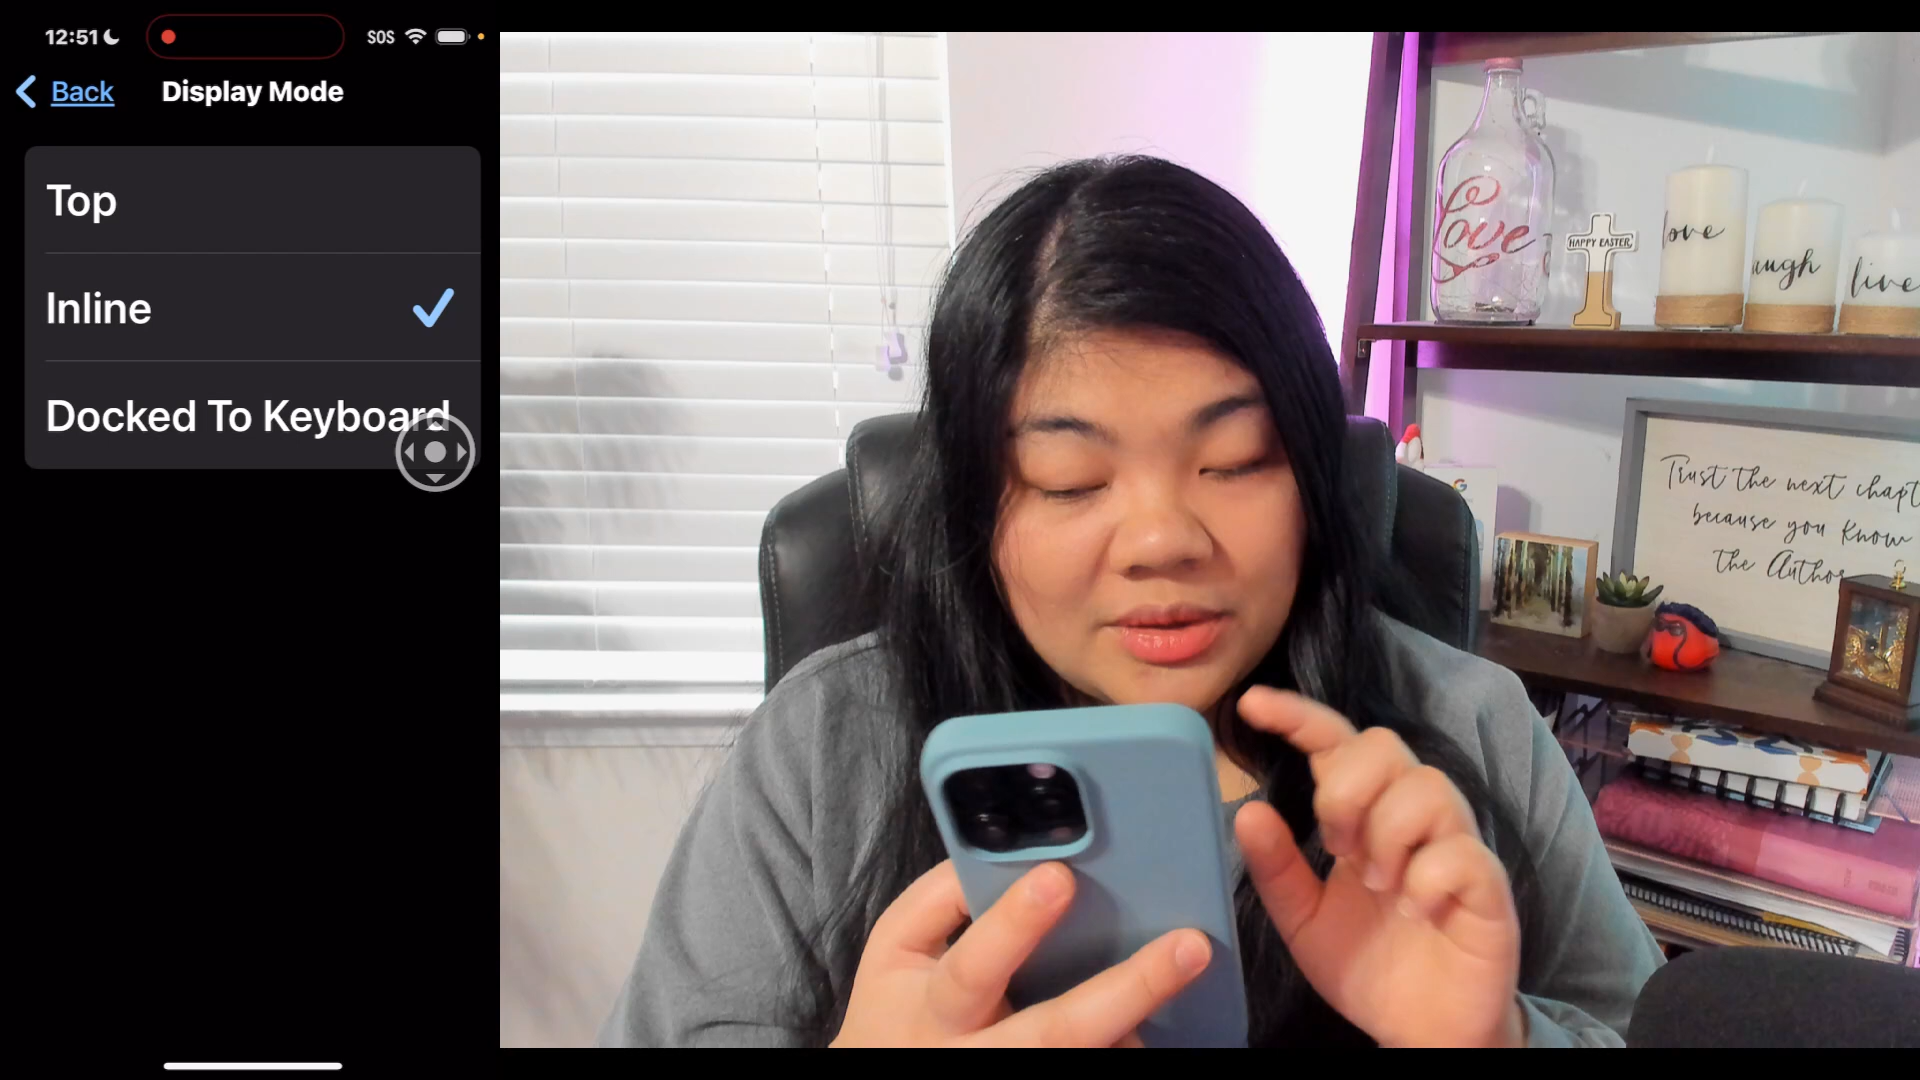 12:51
SOS
Back
Display Mode
Top
Inline
Docked To Keyboard
Love
HAPPY EASTER
love
laugh
live
G
Trust the next
because you know
the Author